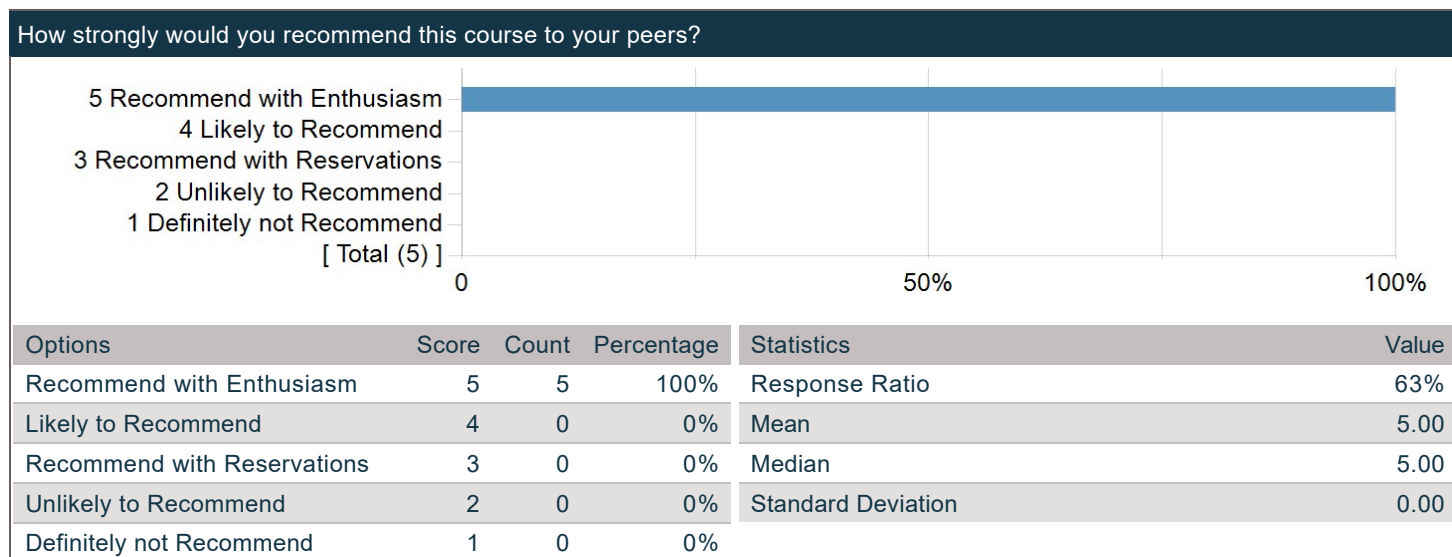 How strongly would you recommend this course to your peers?
5 Recommend with Enthusiasm
4 Likely to Recommend
3 Recommend with Reservations
2 Unlikely to Recommend
1 Definitely not Recommend
[ Total (5) ]
0 50% 100%
Options Score Count Percentage
Recommend with Enthusiasm 5 5 100%
Likely to Recommend 4 0 0%
Recommend with Reservations 3 0 0%
Unlikely to Recommend 2 0 0%
Definitely not Recommend 1 0 0%
Statistics Value
Response Ratio 63%
Mean 5.00
Median 5.00
Standard Deviation 0.00